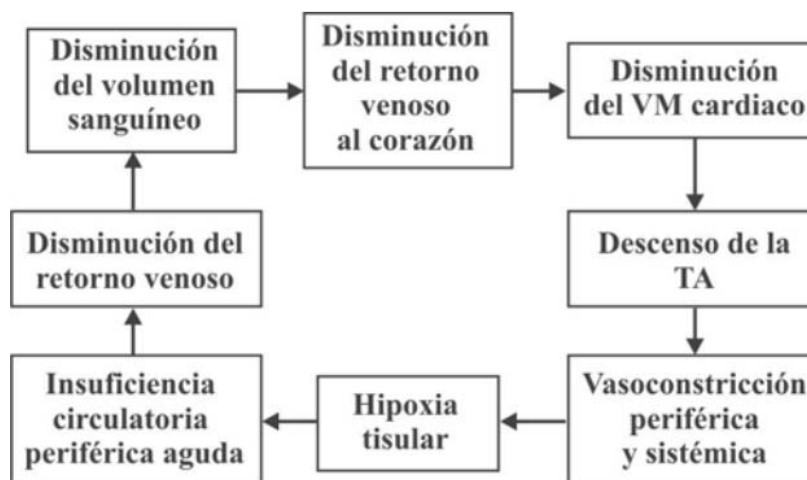 Disminución
del volumen
sanguíneo
Disminución
del retorno
venoso
al corazón
Disminución
del VM cardiaco
Descenso de la
TA
Vasoconstricción
periférica
y sistémica
Hipoxia
tisular
Insuficiencia
circulatoria
periférica aguda
Disminución del
retorno venoso